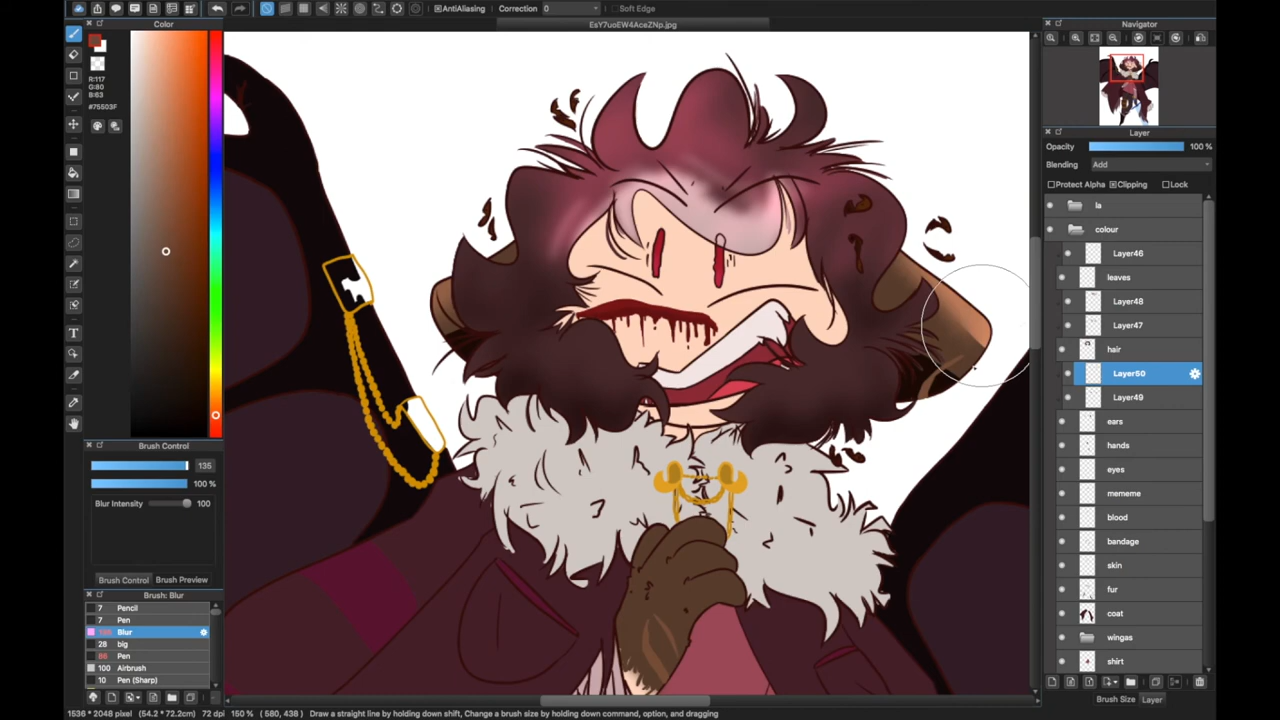 AntiAliasing Correction 0 Soft Edge
Color
EsY7uoEW4AceZNp.jpg
Navigator
R:117
G:80
B:63
#75503F
Layer
Opacity 100 %
Blending Add
Protect Alpha Clipping Lock
la
colour
Layer46
leaves
Layer48
Layer47
hair
Layer50
Layer49
ears
hands
eyes
mememe
blood
bandage
skin
fur
coat
wingas
shirt
Brush Size Layer
Brush Control
135
100 %
Blur Intensity 100
Brush Control Brush Preview
Brush: Blur
7 Pencil
7 Pen
Blur
28 big
86 Pen
100 Airbrush
10 Pen (Sharp)
1536 * 2048 pixel (54.2 * 72.2cm) 72 dpi 150 % ( 580, 438 ) Draw a straight line by holding down shift, Change a brush size by holding down command, option, and dragging